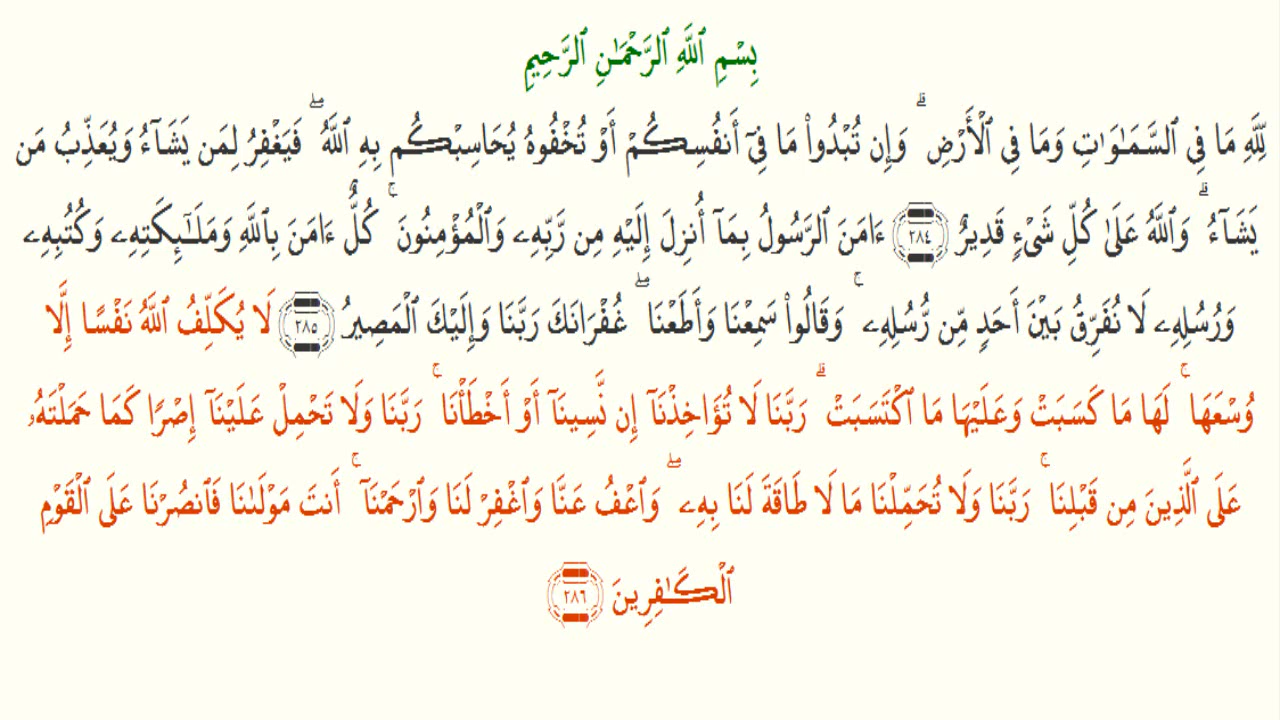 بِسْمِ ٱللَّهِ ٱلرَّحْمَـٰنِ ٱلرَّحِيمِ
لِّلَّهِ مَا فِى ٱلسَّمَـٰوَٰتِ وَمَا فِى ٱلْأَرْضِ ۗ وَإِن تُبْدُوا۟ مَا فِىٓ أَنفُسِكُمْ أَوْ تُخْفُوهُ يُحَاسِبْكُم بِهِ ٱللَّهُ ۖ فَيَغْفِرُ لِمَن يَشَآءُ وَيُعَذِّبُ مَن
يَشَآءُ ۗ وَٱللَّهُ عَلَىٰ كُلِّ شَىْءٍ قَدِيرٌ ﴿٢٨٤﴾ ءَامَنَ ٱلرَّسُولُ بِمَآ أُنزِلَ إِلَيْهِ مِن رَّبِّهِۦ وَٱلْمُؤْمِنُونَ ۚ كُلٌّ ءَامَنَ بِٱللَّهِ وَمَلَـٰٓئِكَتِهِۦ وَكُتُبِهِۦ
وَرُسُلِهِۦ لَا نُفَرِّقُ بَيْنَ أَحَدٍ مِّن رُّسُلِهِۦ ۚ وَقَالُوا۟ سَمِعْنَا وَأَطَعْنَا ۖ غُفْرَانَكَ رَبَّنَا وَإِلَيْكَ ٱلْمَصِيرُ ﴿٢٨٥﴾ لَا يُكَلِّفُ ٱللَّهُ نَفْسًا إِلَّا
وُسْعَهَا ۚ لَهَا مَا كَسَبَتْ وَعَلَيْهَا مَا ٱكْتَسَبَتْ ۗ رَبَّنَا لَا تُؤَاخِذْنَآ إِن نَّسِينَآ أَوْ أَخْطَأْنَا ۚ رَبَّنَا وَلَا تَحْمِلْ عَلَيْنَآ إِصْرًا كَمَا حَمَلْتَهُۥ
عَلَى ٱلَّذِينَ مِن قَبْلِنَا ۚ رَبَّنَا وَلَا تُحَمِّلْنَا مَا لَا طَاقَةَ لَنَا بِهِۦ ۖ وَٱعْفُ عَنَّا وَٱغْفِرْ لَنَا وَٱرْحَمْنَآ ۚ أَنتَ مَوْلَىٰنَا فَٱنصُرْنَا عَلَى ٱلْقَوْمِ
ٱلْكَـٰفِرِينَ ﴿٢٨٦﴾